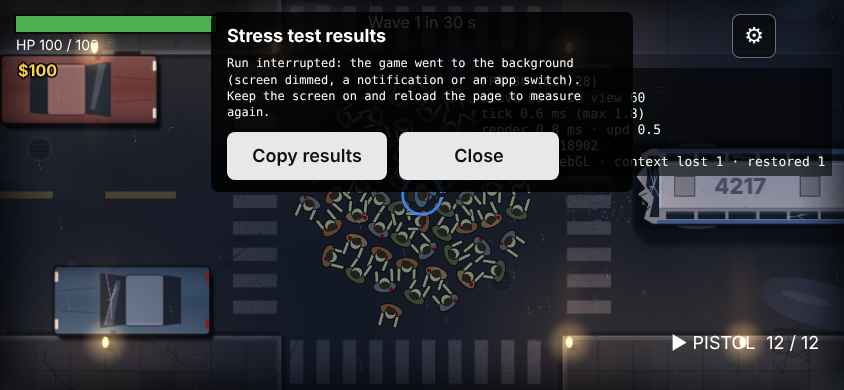 Wave 1 in 30 s
Stress test results
HP 100 / 100
$100
Run interrupted: the game went to the background
(screen dimmed, a notification or an app switch).
Keep the screen on and reload the page to measure
again.
view 60
tick 0.6 ms (max 1.8)
render 0.8 ms · upd 0.5
18902
WebGL · context lost 1 · restored 1
Copy results
Close
4217
▶ PISTOL 12 / 12